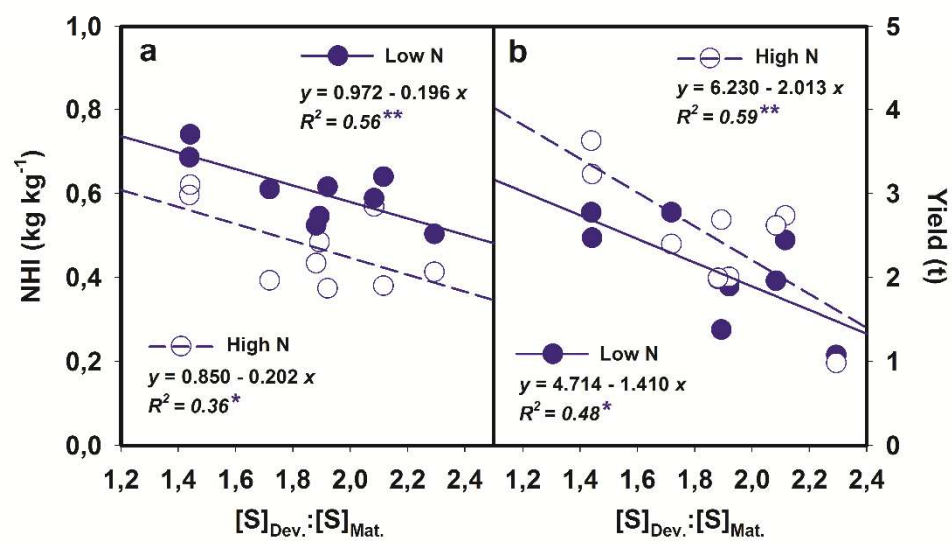 1,0
0,8
0,6
0,4
0,2
0,0
NHI (kg kg⁻¹)
a
Low N
y = 0.972 - 0.196 x
R² = 0.56**
High N
y = 0.850 - 0.202 x
R² = 0.36*
1,2 1,4 1,6 1,8 2,0 2,2 2,4
[S]Dev.:[S]Mat.
b
High N
y = 6.230 - 2.013 x
R² = 0.59**
Low N
y = 4.714 - 1.410 x
R² = 0.48*
1,2 1,4 1,6 1,8 2,0 2,2 2,4
[S]Dev.:[S]Mat.
5
4
3
2
1
0
Yield (t)